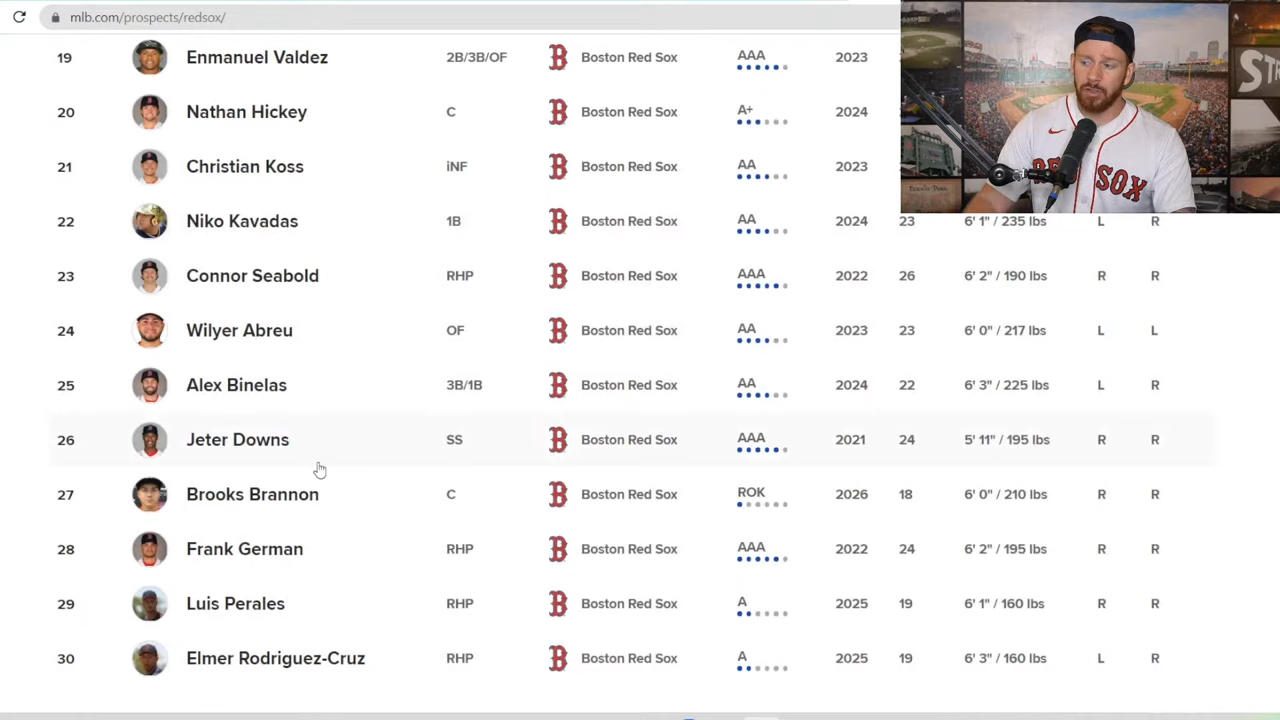 mlb.com/prospects/redsox/
19 Enmanuel Valdez 2B/3B/OF B Boston Red Sox AAA 2023
20 Nathan Hickey C B Boston Red Sox A+ 2024
21 Christian Koss iNF B Boston Red Sox AA 2023
22 Niko Kavadas 1B B Boston Red Sox AA 2024 23 6' 1" / 235 lbs L R
23 Connor Seabold RHP B Boston Red Sox AAA 2022 26 6' 2" / 190 lbs R R
24 Wilyer Abreu OF B Boston Red Sox AA 2023 23 6' 0" / 217 lbs L L
25 Alex Binelas 3B/1B B Boston Red Sox AA 2024 22 6' 3" / 225 lbs L R
26 Jeter Downs SS B Boston Red Sox AAA 2021 24 5' 11" / 195 lbs R R
27 Brooks Brannon C B Boston Red Sox ROK 2026 18 6' 0" / 210 lbs R R
28 Frank German RHP B Boston Red Sox AAA 2022 24 6' 2" / 195 lbs R R
29 Luis Perales RHP B Boston Red Sox A 2025 19 6' 1" / 160 lbs R R
30 Elmer Rodriguez-Cruz RHP B Boston Red Sox A 2025 19 6' 3" / 160 lbs L R
SOX